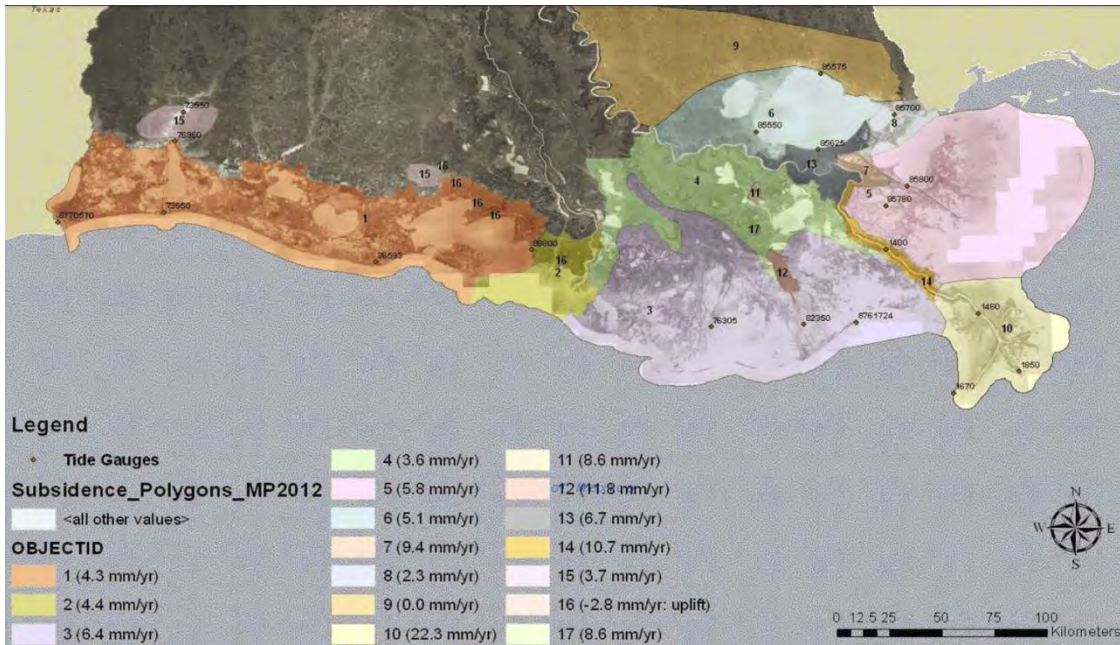 Texas
9
85575
73550
15
76960
6
85550
85700
8
85625
13
7
5
85800
85780
15
16
16
16
16
4
11
17
1
73650
8770570
76593
88800
16
2
1400
12
14
3
76305
82350
8761724
1480
10
1850
1670
Legend
Tide Gauges
Subsidence_Polygons_MP2012
<all other values>
OBJECTID
1 (4.3 mm/yr)
2 (4.4 mm/yr)
3 (6.4 mm/yr)
4 (3.6 mm/yr)
5 (5.8 mm/yr)
6 (5.1 mm/yr)
7 (9.4 mm/yr)
8 (2.3 mm/yr)
9 (0.0 mm/yr)
10 (22.3 mm/yr)
11 (8.6 mm/yr)
12 (11.8 mm/yr)
13 (6.7 mm/yr)
14 (10.7 mm/yr)
15 (3.7 mm/yr)
16 (-2.8 mm/yr: uplift)
17 (8.6 mm/yr)
N
W E
S
0 12.5 25 50 75 100
Kilometers